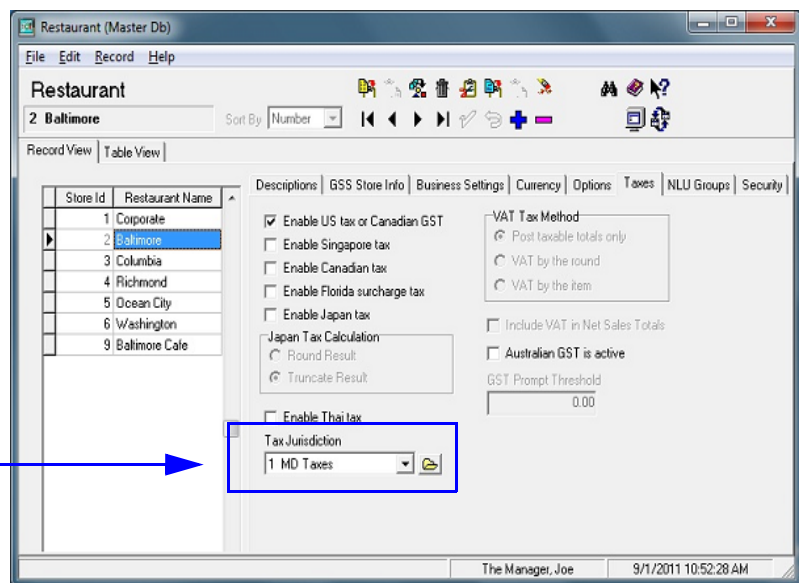 Restaurant (Master Db)
File Edit Record Help
Restaurant
2 Baltimore
Sort By Number
Record View Table View
Descriptions GSS Store Info Business Settings Currency Options Taxes NLU Groups Security
Store Id Restaurant Name
1 Corporate
2 Baltimore
3 Columbia
4 Richmond
5 Ocean City
6 Washington
9 Baltimore Cafe
Enable US tax or Canadian GST
Enable Singapore tax
Enable Canadian tax
Enable Florida surcharge tax
Enable Japan tax
Japan Tax Calculation
Round Result
Truncate Result
Enable Thai tax
Tax Jurisdiction
1 MD Taxes
VAT Tax Method
Post taxable totals only
VAT by the round
VAT by the item
Include VAT in Net Sales Totals
Australian GST is active
GST Prompt Threshold
0.00
The Manager, Joe
9/1/2011 10:52:28 AM